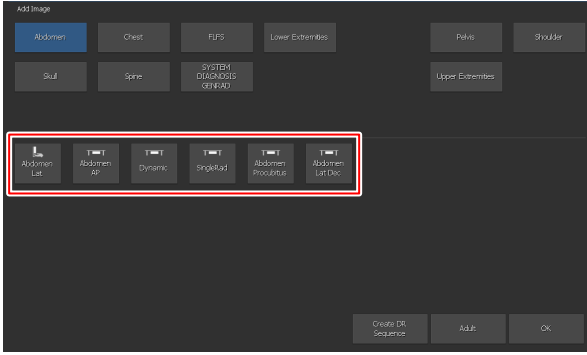 Add Image
Abdomen
Chest
FLFS
Lower Extremities
Pelvis
Shoulder
Skull
Spine
SYSTEM
DIAGNOSIS
GENRAD
Upper Extremities
Abdomen
Lat
Abdomen
AP
Dynamic
SingleRad
Abdomen
Procubitus
Abdomen
Lat Dec
Create DR
Sequence
Adult
OK